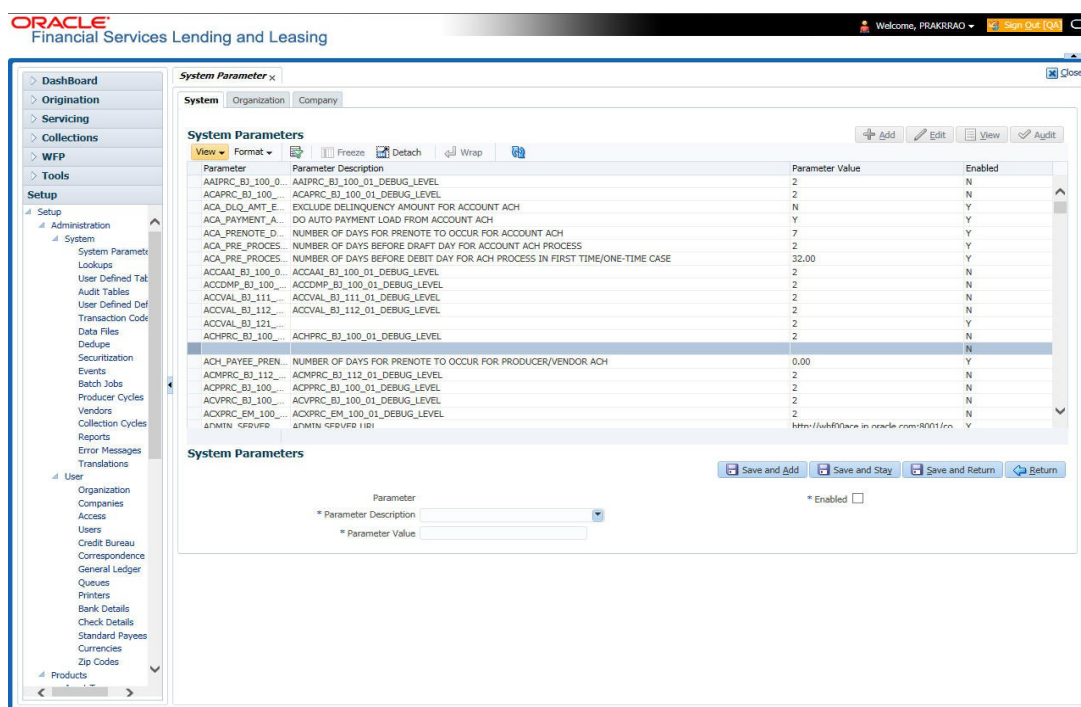 ORACLE
Financial Services Lending and Leasing
Welcome, PRAKRRAO
Sign Out [QA]
DashBoard
Origination
Servicing
Collections
WFP
Tools
Setup
Setup
Administration
System
System Paramete
Lookups
User Defined Tab
Audit Tables
User Defined Def
Transaction Code
Data Files
Dedupe
Securitization
Events
Batch Jobs
Producer Cycles
Vendors
Collection Cycles
Reports
Error Messages
Translations
User
Organization
Companies
Access
Users
Credit Bureau
Correspondence
General Ledger
Queues
Printers
Bank Details
Check Details
Standard Payees
Currencies
Zip Codes
Products
System Parameter x
Close
System Organization Company
System Parameters
Add Edit View Audit
View Format Freeze Detach Wrap
Parameter Parameter Description Parameter Value Enabled
AAIPRC_BJ_100_0... AAIPRC_BJ_100_01_DEBUG_LEVEL 2 N
ACAPRC_BJ_100_... ACAPRC_BJ_100_01_DEBUG_LEVEL 2 N
ACA_DLQ_AMT_E... EXCLUDE DELINQUENCY AMOUNT FOR ACCOUNT ACH N Y
ACA_PAYMENT_A... DO AUTO PAYMENT LOAD FROM ACCOUNT ACH Y Y
ACA_PRENOTE_D... NUMBER OF DAYS FOR PRENOTE TO OCCUR FOR ACCOUNT ACH 7 Y
ACA_PRE_PROCES... NUMBER OF DAYS BEFORE DRAFT DAY FOR ACCOUNT ACH PROCESS 2 Y
ACA_PRE_PROCES... NUMBER OF DAYS BEFORE DEBIT DAY FOR ACH PROCESS IN FIRST TIME/ONE-TIME CASE 32.00 Y
ACCAAI_BJ_100_0... ACCAAI_BJ_100_01_DEBUG_LEVEL 2 N
ACCDMP_BJ_100_... ACCDMP_BJ_100_01_DEBUG_LEVEL 2 N
ACCVAL_BJ_111_... ACCVAL_BJ_111_01_DEBUG_LEVEL 2 N
ACCVAL_BJ_112_... ACCVAL_BJ_112_01_DEBUG_LEVEL 2 N
ACCVAL_BJ_121_... 2 Y
ACHPRC_BJ_100_... ACHPRC_BJ_100_01_DEBUG_LEVEL 2 N
N
ACH_PAYEE_PREN... NUMBER OF DAYS FOR PRENOTE TO OCCUR FOR PRODUCER/VENDOR ACH 0.00 Y
ACMPRC_BJ_112_... ACMPRC_BJ_112_01_DEBUG_LEVEL 2 N
ACPPRC_BJ_100_... ACPPRC_BJ_100_01_DEBUG_LEVEL 2 N
ACVPRC_BJ_100_... ACVPRC_BJ_100_01_DEBUG_LEVEL 2 N
ACXPRC_EM_100_... ACXPRC_EM_100_01_DEBUG_LEVEL 2 N
ADMIN_SERVER ADMIN SERVER URL Y
System Parameters
Save and Add Save and Stay Save and Return Return
Parameter
* Enabled
* Parameter Description
* Parameter Value